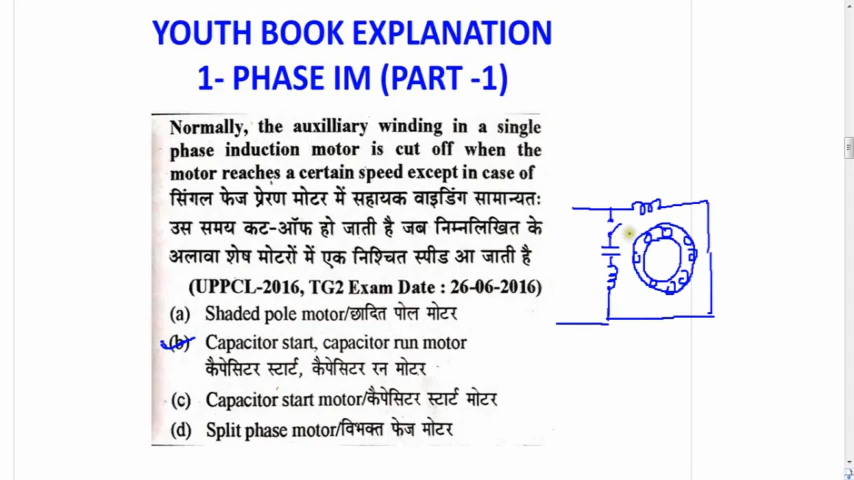 YOUTH BOOK EXPLANATION
1- PHASE IM (PART -1)
Normally, the auxilliary winding in a single
phase induction motor is cut off when the
motor reaches a certain speed except in case of
सिंगल फेज प्रेरण मोटर में सहायक वाइडिंग सामान्यतः
उस समय कट-ऑफ हो जाती है जब निम्नलिखित के
अलावा शेष मोटरों में एक निश्चित स्पीड आ जाती है
(UPPCL-2016, TG2 Exam Date : 26-06-2016)
(a) Shaded pole motor/छादित पोल मोटर
(b) Capacitor start, capacitor run motor
कैपेसिटर स्टार्ट, कैपेसिटर रन मोटर
(c) Capacitor start motor/कैपेसिटर स्टार्ट मोटर
(d) Split phase motor/विभक्त फेज मोटर